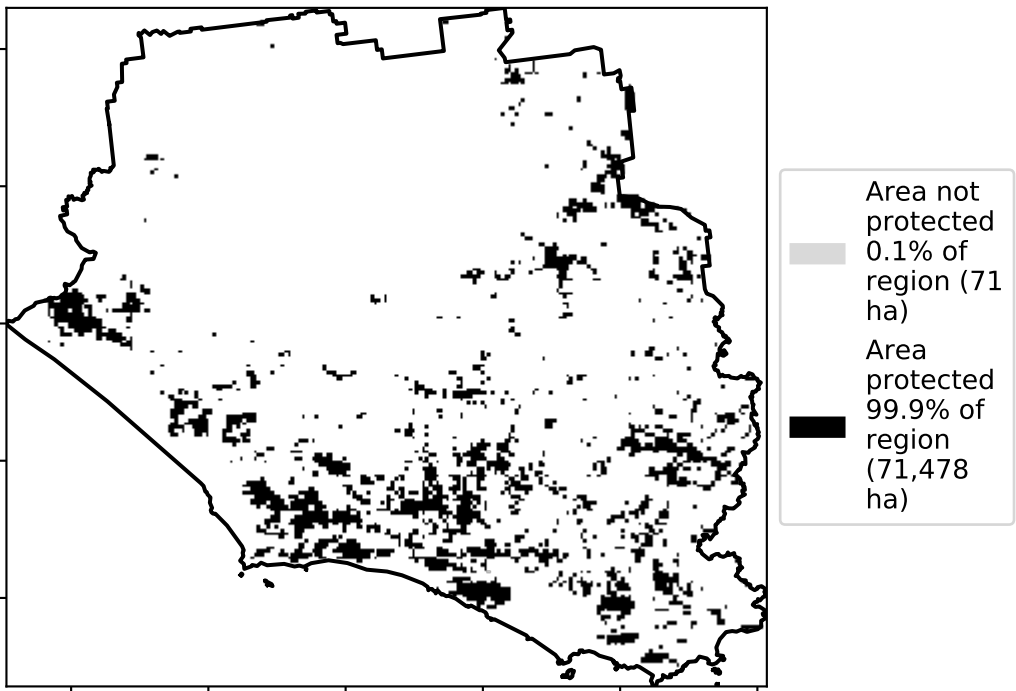 Area not
protected
0.1% of
region (71
ha)
Area
protected
99.9% of
region
(71,478
ha)